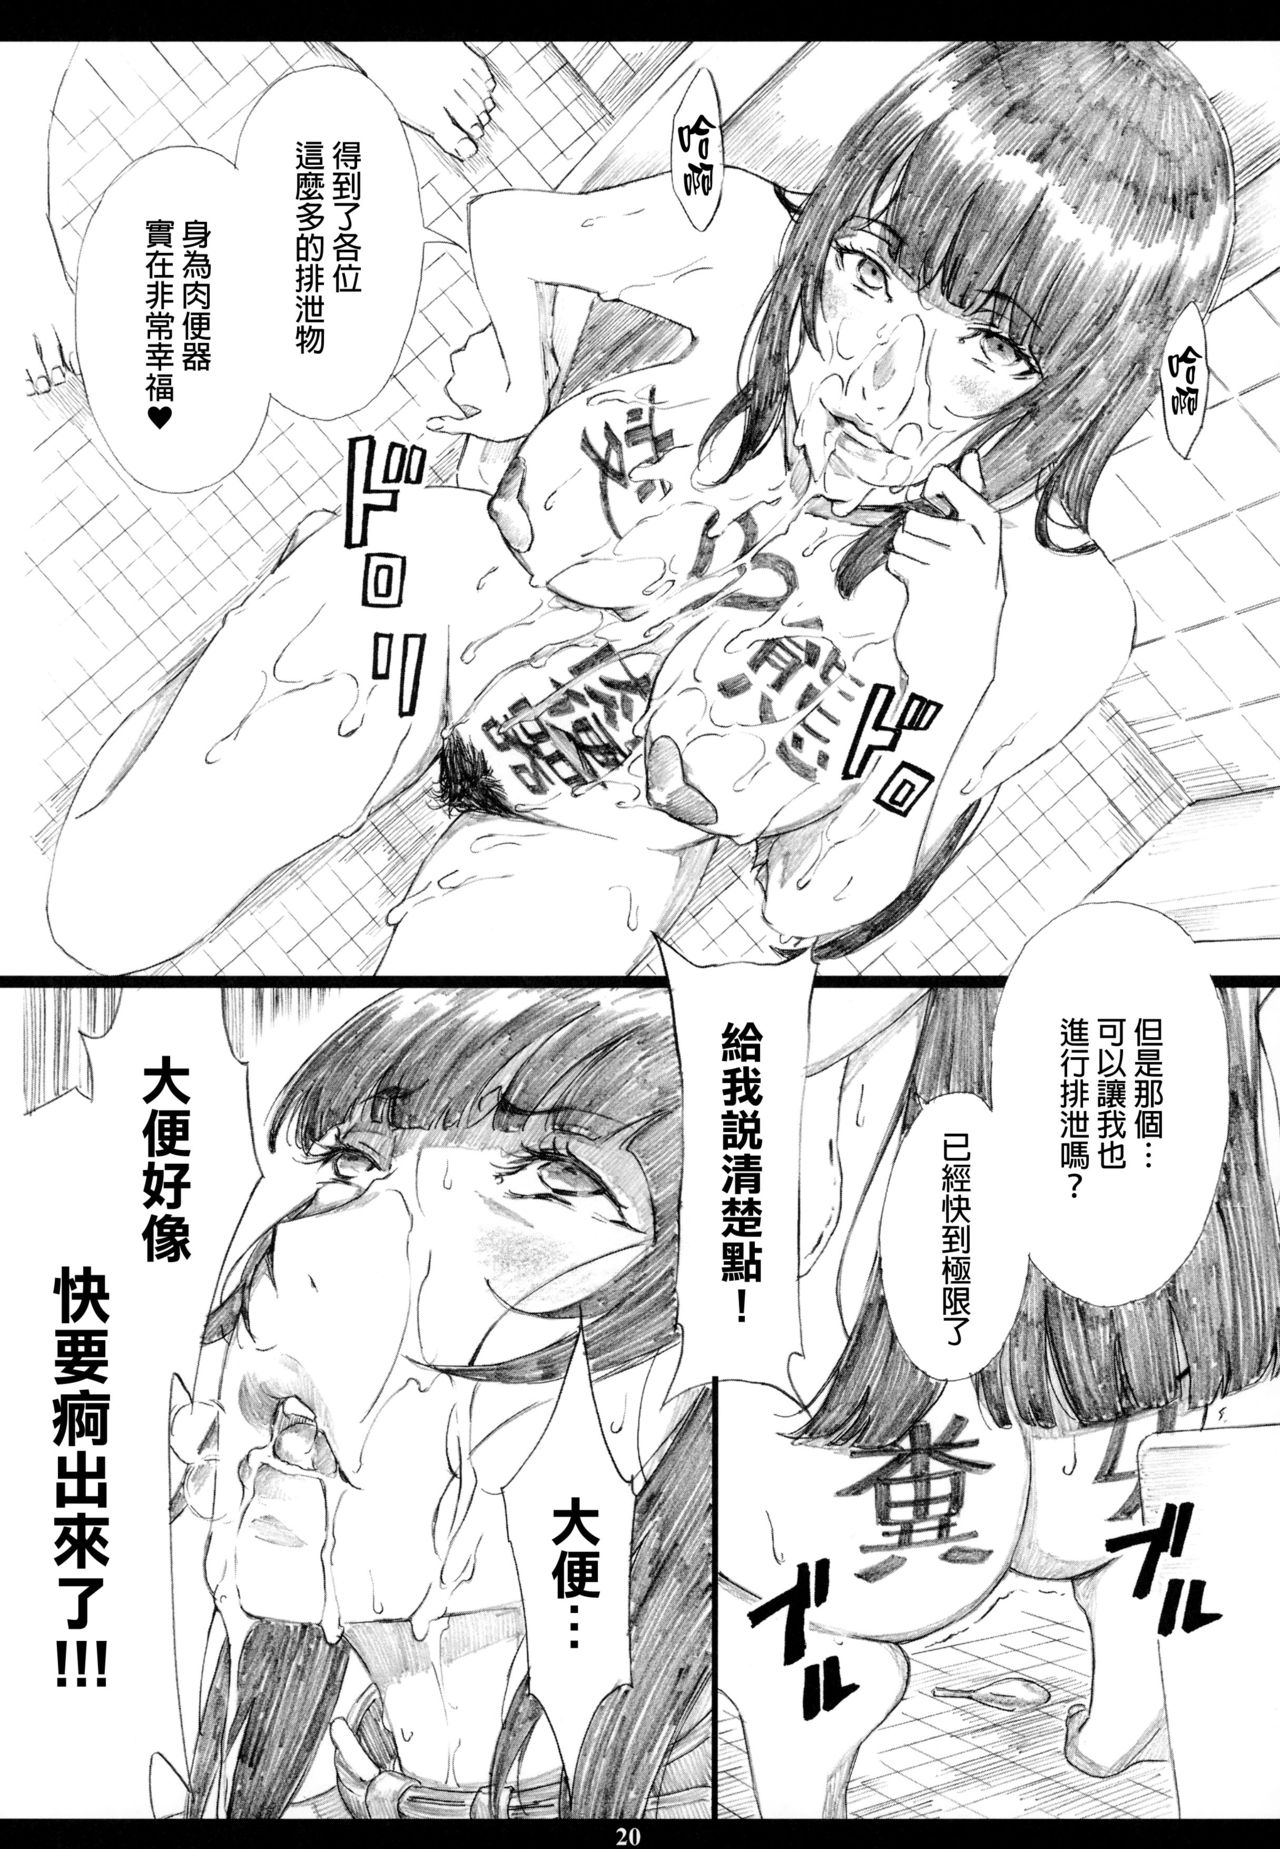 哈哈
哈哈
得到了各位
這麼多的排泄物
身為肉便器
實在非常幸福♥
ドロ
ドロリ
但是那個…
可以讓我也
進行排泄嗎？
已經快到極限了
糞
ブル
ブル
給我說清楚點！
大便…
大便好像
快要痾出來了!!!
20